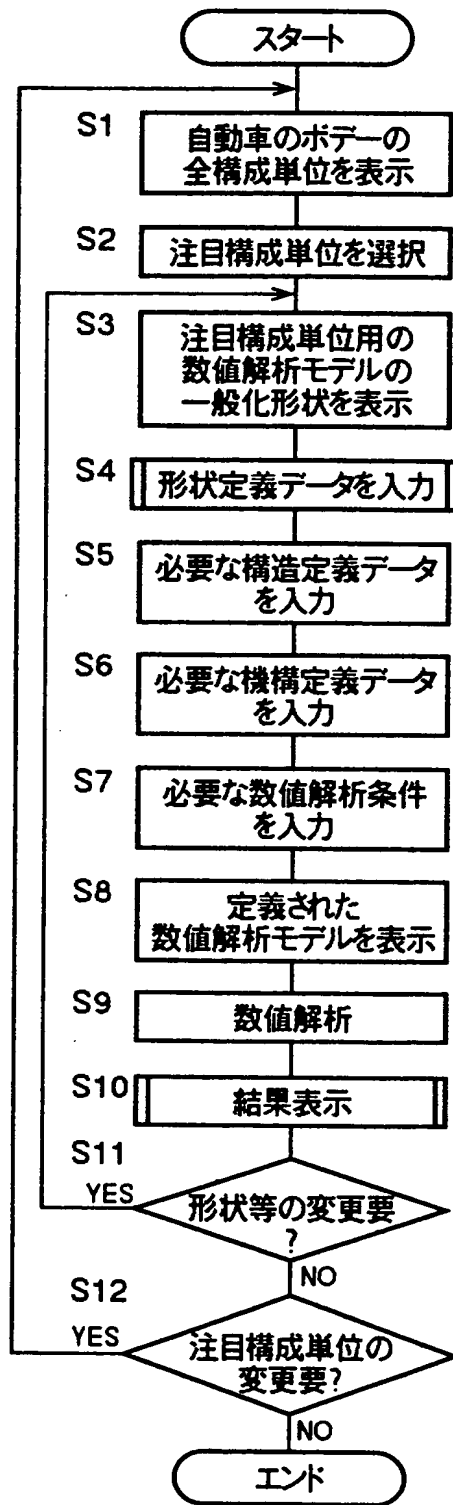 スタート
S1
自動車のボデーの
全構成単位を表示
S2
注目構成単位を選択
S3
注目構成単位用の
数値解析モデルの
一般化形状を表示
S4
形状定義データを入力
S5
必要な構造定義データ
を入力
S6
必要な機構定義データ
を入力
S7
必要な数値解析条件
を入力
S8
定義された
数値解析モデルを表示
S9
数値解析
S10
結果表示
S11
YES
形状等の変更要
?
NO
S12
YES
注目構成単位の
変更要?
NO
エンド